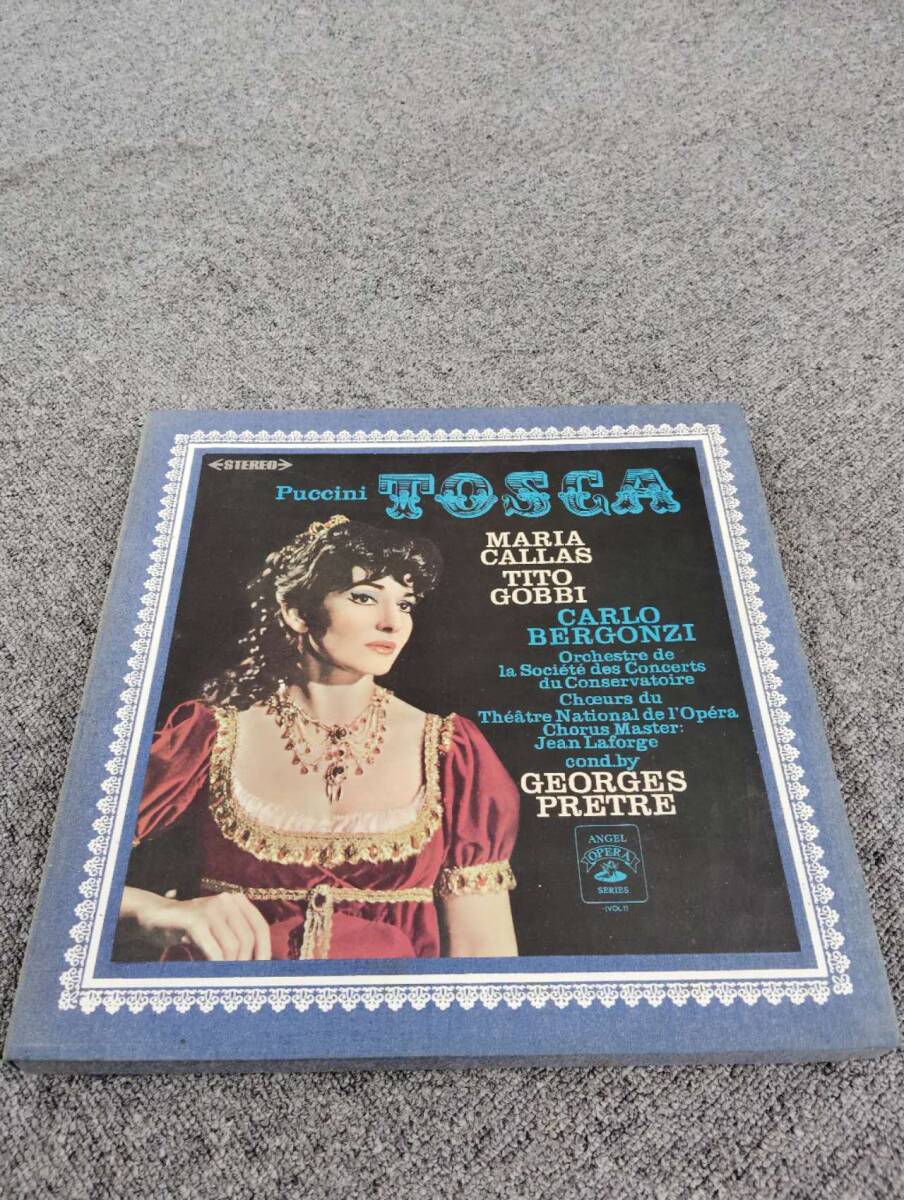 STEREO
Puccini TOSCA
MARIA
CALLAS
TITO
GOBBI
CARLO
BERGONZI
Orchestre de
la Société des Concerts
du Conservatoire
Chœurs du
Théâtre National de l'Opéra
Chorus Master:
Jean Laforge
cond.by
GEORGES
PRETRE
ANGEL
OPERA
SERIES